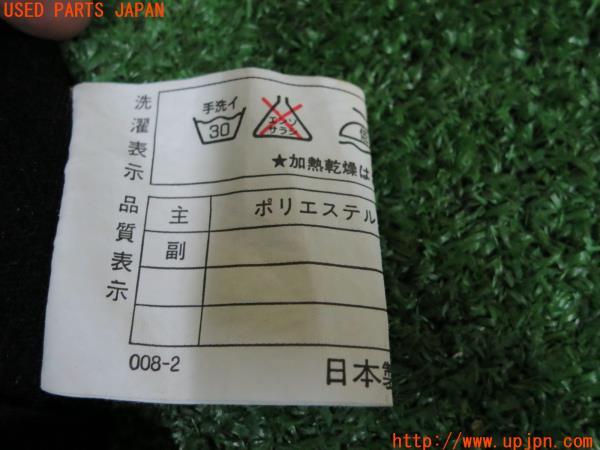 USED PARTS JAPAN
洗濯表示
手洗イ
30
エンソ
サラシ
★加熱乾燥は
品質表示
主 ポリエステル
副
008-2
日本製
http://www.upjpn.com/